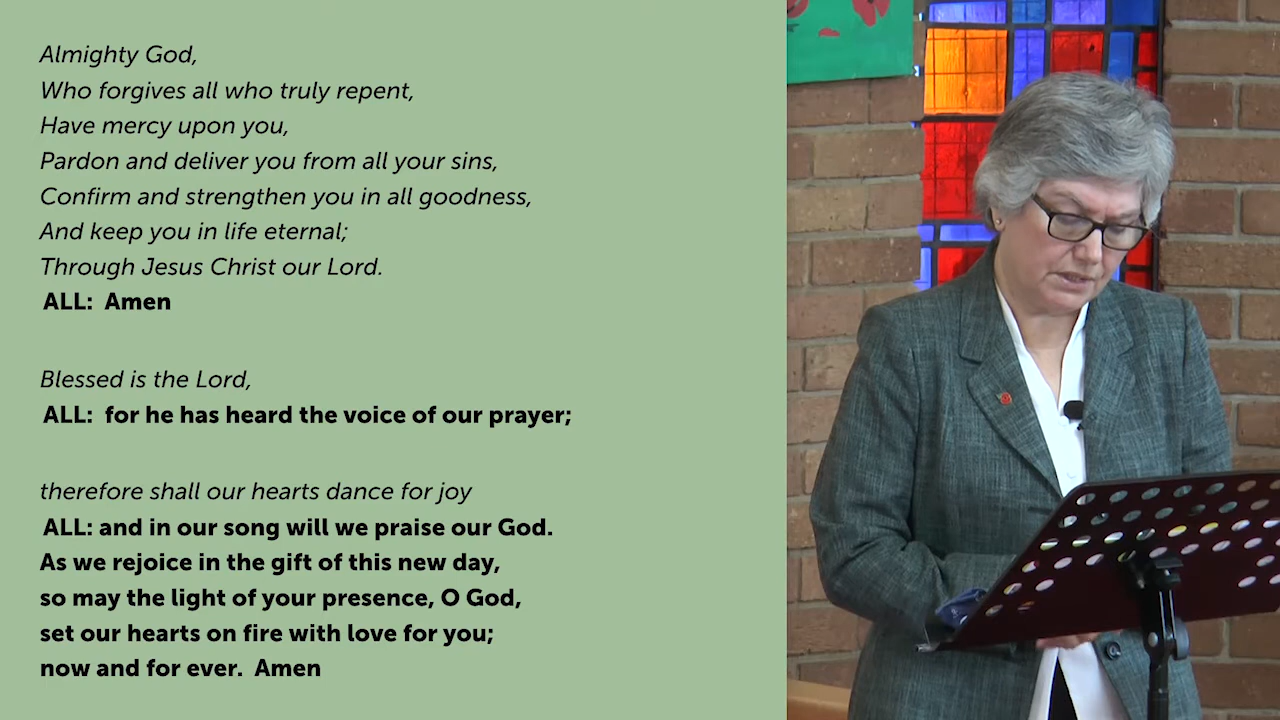 Almighty God,
Who forgives all who truly repent,
Have mercy upon you,
Pardon and deliver you from all your sins,
Confirm and strengthen you in all goodness,
And keep you in life eternal;
Through Jesus Christ our Lord.
ALL: Amen
Blessed is the Lord,
ALL: for he has heard the voice of our prayer;
therefore shall our hearts dance for joy
ALL: and in our song will we praise our God.
As we rejoice in the gift of this new day,
so may the light of your presence, O God,
set our hearts on fire with love for you;
now and for ever. Amen